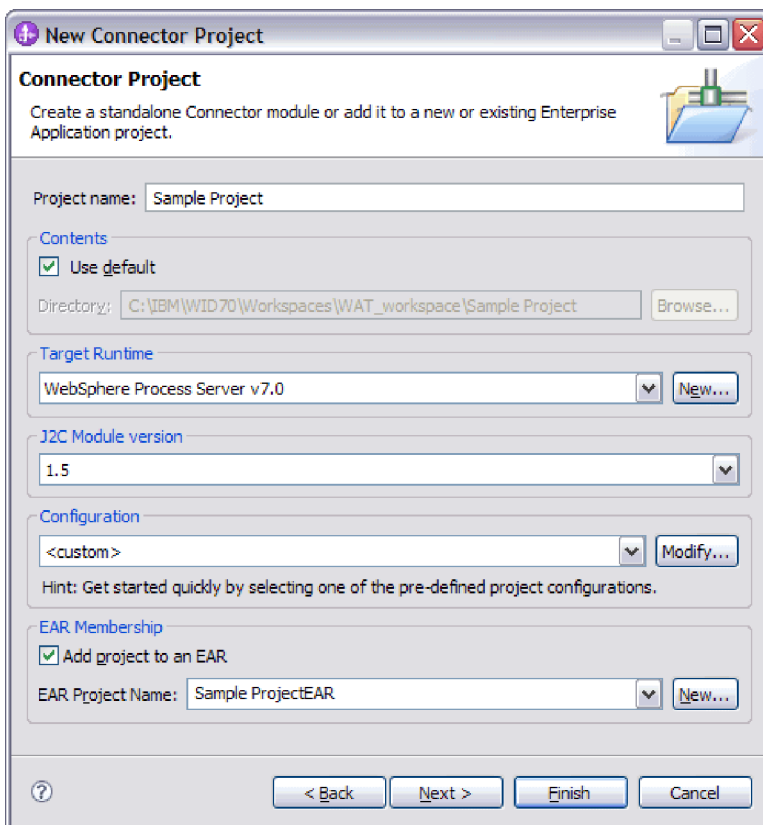 New Connector Project
Connector Project
Create a standalone Connector module or add it to a new or existing Enterprise
Application project.
Project name: Sample Project
Contents
Use default
Directory: C:\IBM\WID70\Workspaces\WAT_workspace\Sample Project Browse...
Target Runtime
WebSphere Process Server v7.0 New...
J2C Module version
1.5
Configuration
<custom> Modify...
Hint: Get started quickly by selecting one of the pre-defined project configurations.
EAR Membership
Add project to an EAR
EAR Project Name: Sample ProjectEAR New...
? < Back Next > Finish Cancel